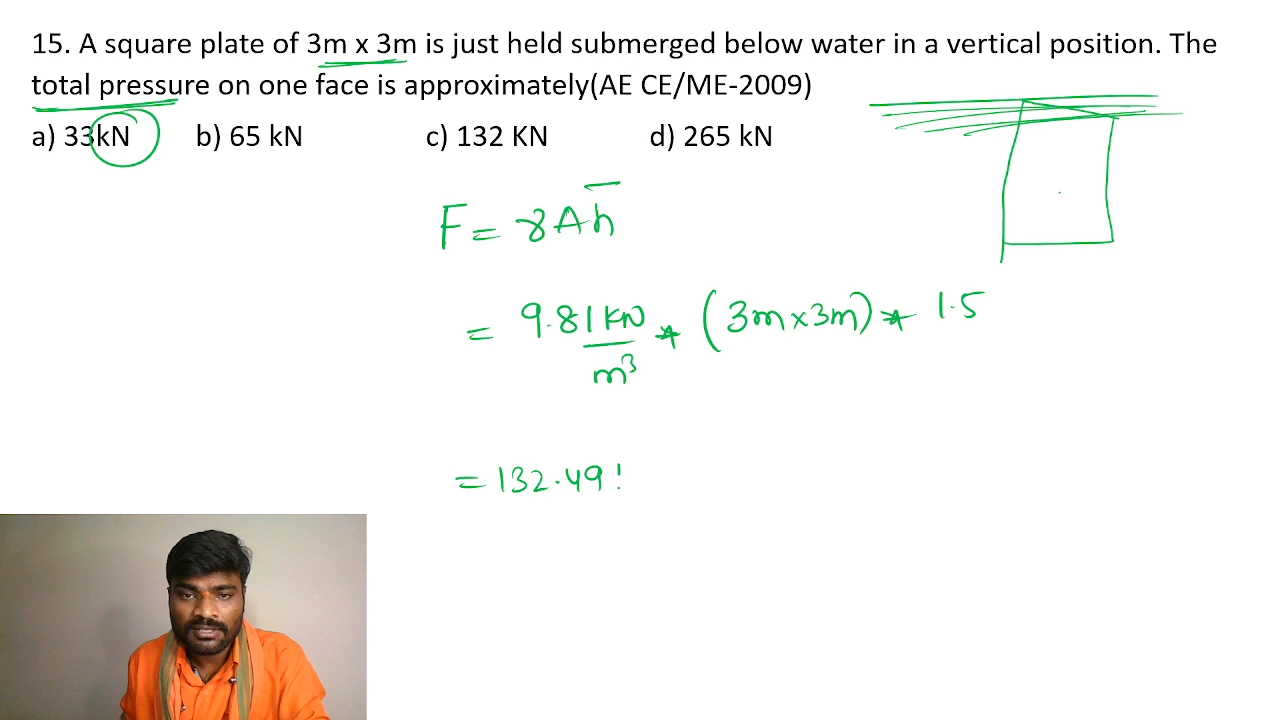 15. A square plate of 3m x 3m is just held submerged below water in a vertical position. The
total pressure on one face is approximately(AE CE/ME-2009)
a) 33kN b) 65 kN c) 132 KN d) 265 kN
F = γAh̅
= 9.81 KN/m³ * (3m x 3m) * 1.5
= 132.49!